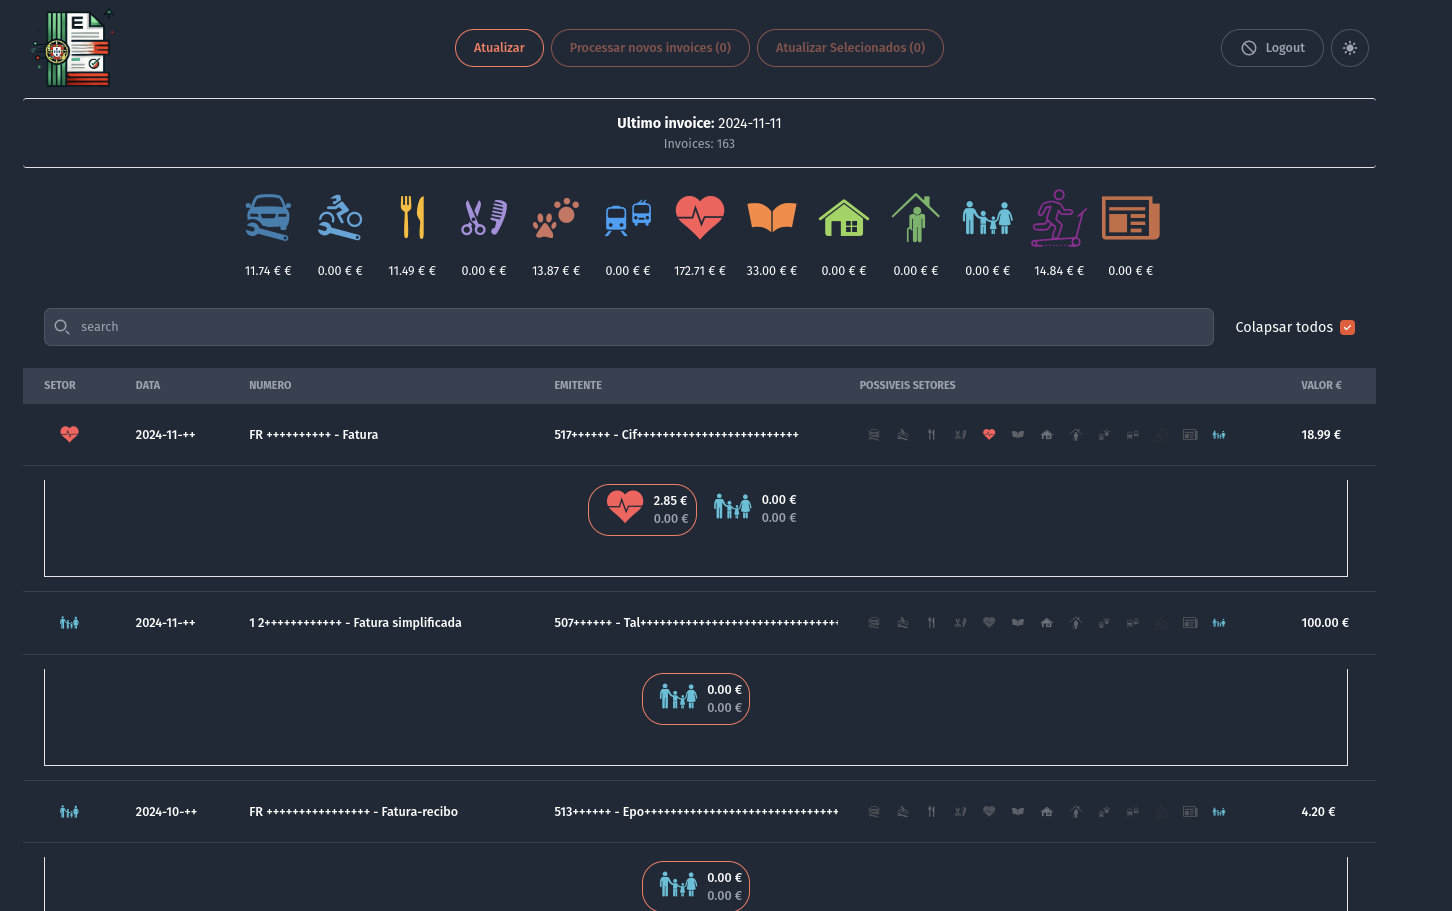 E
Atualizar
Processar novos invoices (0)
Atualizar Selecionados (0)
Logout
Ultimo invoice: 2024-11-11
Invoices: 163
11.74 € € 0.00 € € 11.49 € € 0.00 € € 13.87 € € 0.00 € € 172.71 € € 33.00 € € 0.00 € € 0.00 € € 0.00 € € 14.84 € € 0.00 € €
search
Colapsar todos
SETOR DATA NUMERO EMITENTE POSSIVEIS SETORES VALOR €
2024-11-++ FR ++++++++++ - Fatura 517++++++ - Cif+++++++++++++++++++++++++ 18.99 €
2.85 € 0.00 €
0.00 € 0.00 €
2024-11-++ 1 2++++++++++++ - Fatura simplificada 507++++++ - Tal+++++++++++++++++++++++++++++++ 100.00 €
0.00 €
0.00 €
2024-10-++ FR ++++++++++++++++ - Fatura-recibo 513++++++ - Epo++++++++++++++++++++++++++++++ 4.20 €
0.00 €
0.00 €